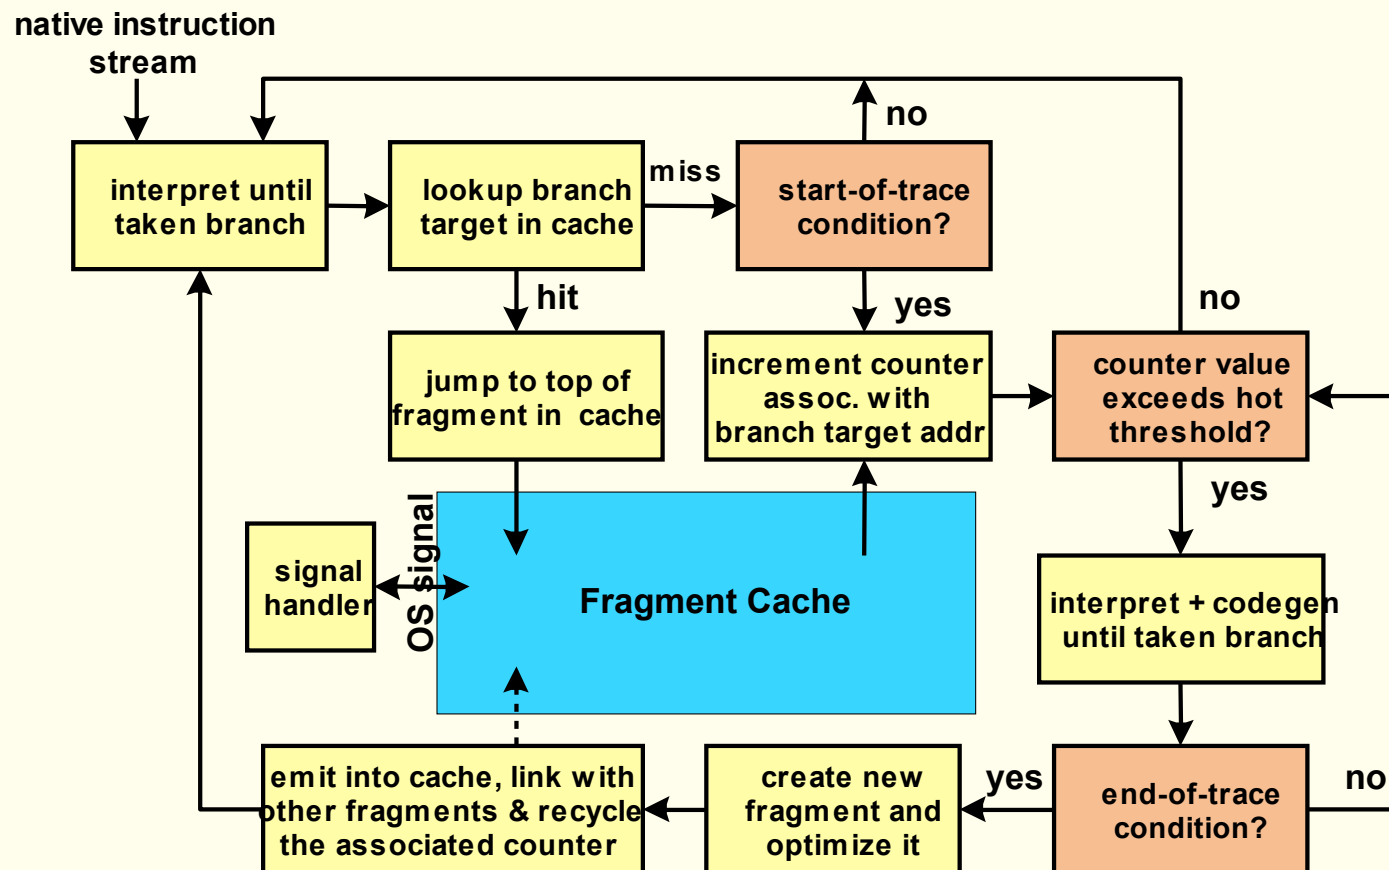 native instruction
stream
no
interpret until
taken branch
lookup branch
target in cache
miss
start-of-trace
condition?
hit
yes
no
jump to top of
fragment in cache
increment counter
assoc. with
branch target addr
counter value
exceeds hot
threshold?
yes
signal
handler
OS signal
Fragment Cache
interpret + codegen
until taken branch
emit into cache, link with
other fragments & recycle
the associated counter
create new
fragment and
optimize it
yes
end-of-trace
condition?
no